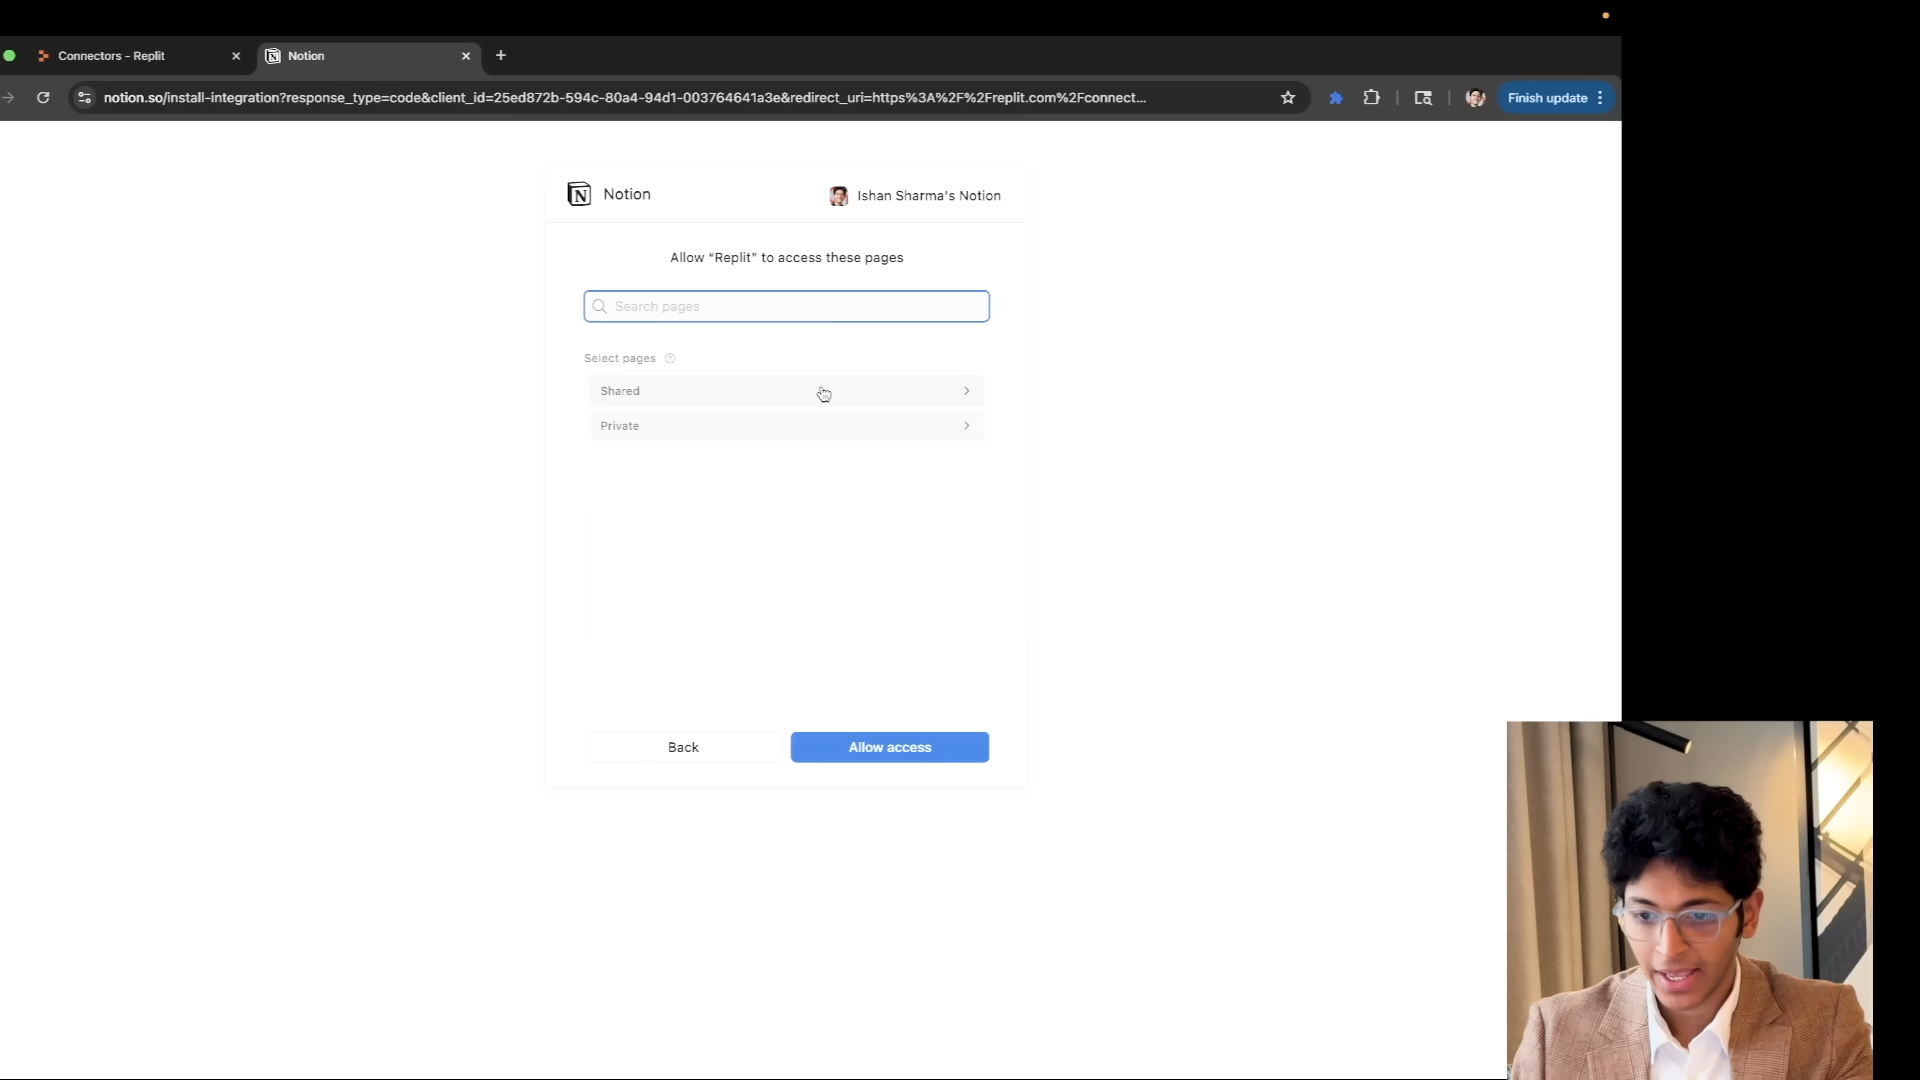 Connectors - Replit
Notion
notion.so/install-integration?response_type=code&client_id=25ed872b-594c-80a4-94d1-003764641a3e&redirect_uri=https%3A%2F%2Freplit.com%2Fconnect...
Finish update
Notion
Ishan Sharma's Notion
Allow “Replit” to access these pages
Search pages
Select pages
Shared
Private
Back
Allow access